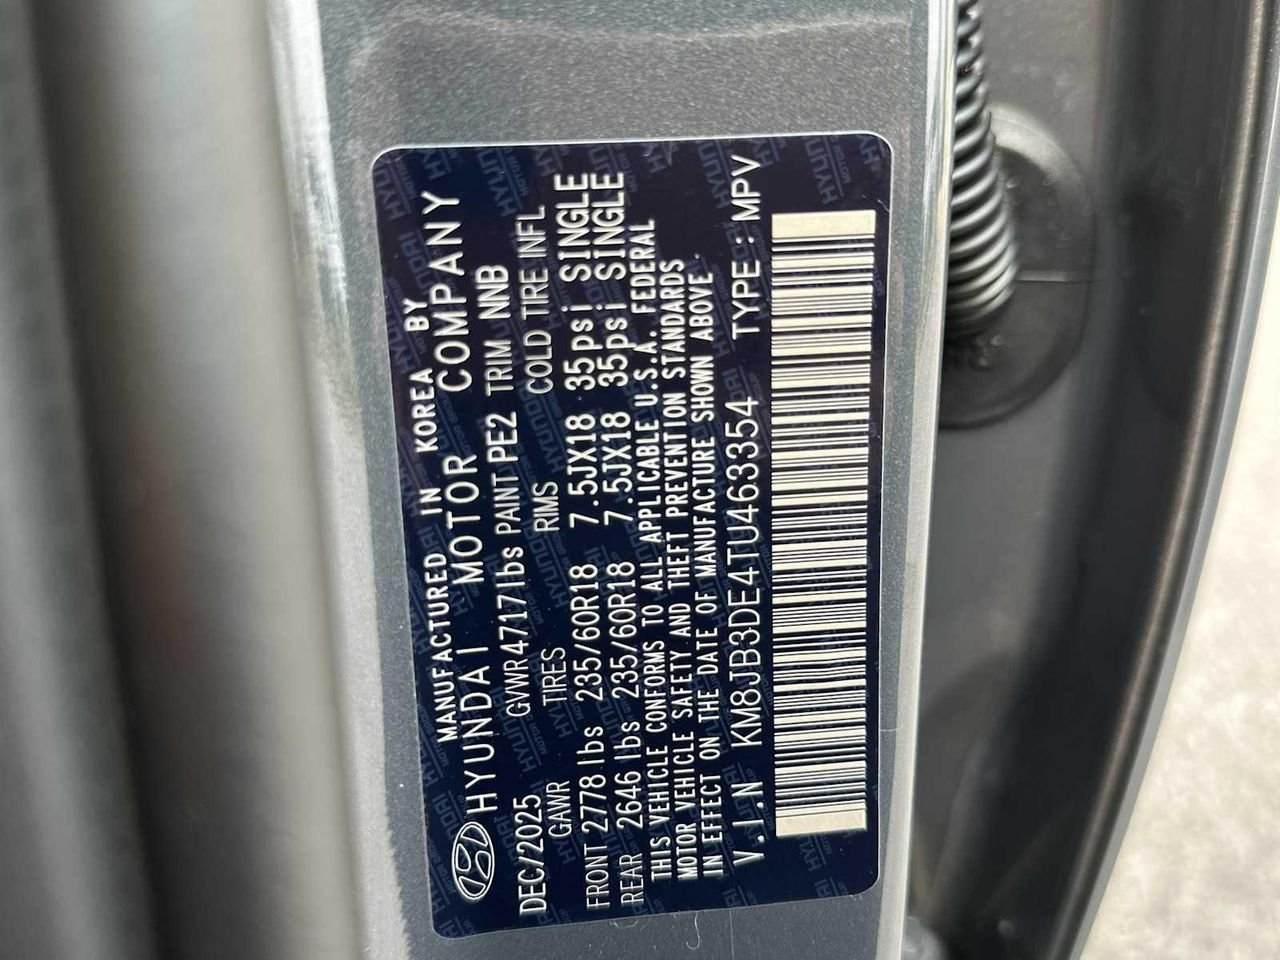 MANUFACTURED IN KOREA BY
HYUNDAI MOTOR COMPANY
DEC/2025 GVWR4717lbs PAINT PE2 TRIM NNB
GAWR TIRES RIMS COLD TIRE INFL
FRONT 2778 lbs 235/60R18 7.5JX18 35psi SINGLE
REAR 2646 lbs 235/60R18 7.5JX18 35psi SINGLE
THIS VEHICLE CONFORMS TO ALL APPLICABLE U.S.A. FEDERAL
MOTOR VEHICLE SAFETY AND THEFT PREVENTION STANDARDS
IN EFFECT ON THE DATE OF MANUFACTURE SHOWN ABOVE.
V.I.N KM8JB3DE4TU463354 TYPE: MPV